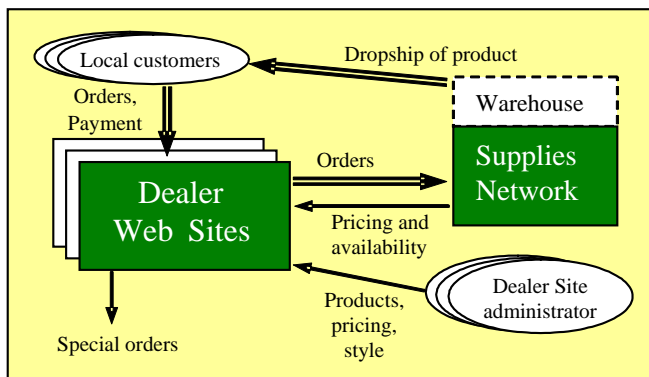 Local customers
Dropship of product
Orders,
Payment
Warehouse
Dealer
Web Sites
Orders
Supplies
Network
Pricing and
availability
Products,
pricing,
style
Dealer Site
administrator
Special orders